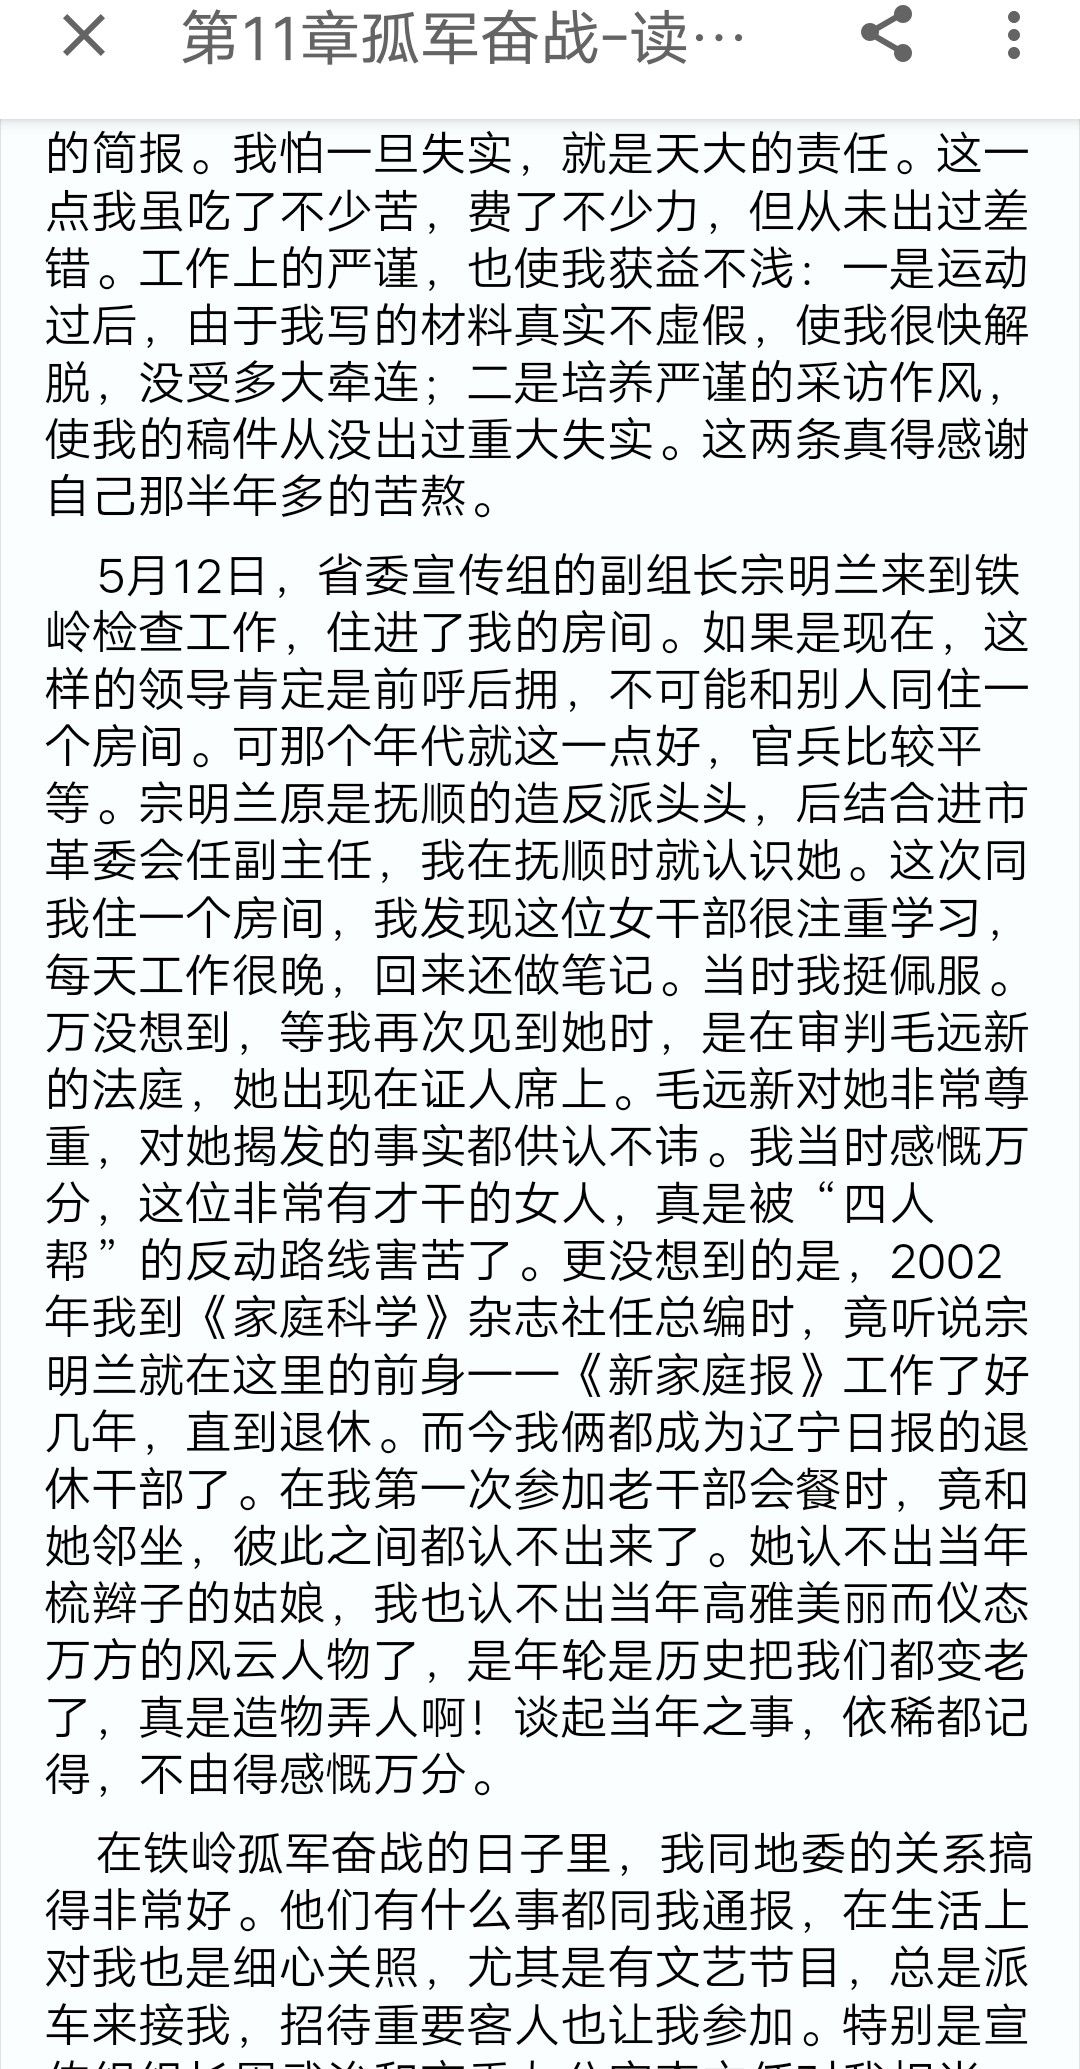 第11章孤军奋战-读…
的简报。我怕一旦失实，就是天大的责任。这一
点我虽吃了不少苦，费了不少力，但从未出过差
错。工作上的严谨，也使我获益不浅：一是运动
过后，由于我写的材料真实不虚假，使我很快解
脱，没受多大牵连；二是培养严谨的采访作风，
使我的稿件从没出过重大失实。这两条真得感谢
自己那半年多的苦熬。
5月12日，省委宣传组的副组长宗明兰来到铁
岭检查工作，住进了我的房间。如果是现在，这
样的领导肯定是前呼后拥，不可能和别人同住一
个房间。可那个年代就这一点好，官兵比较平
等。宗明兰原是抚顺的造反派头头，后结合进市
革委会任副主任，我在抚顺时就认识她。这次同
我住一个房间，我发现这位女干部很注重学习，
每天工作很晚，回来还做笔记。当时我挺佩服。
万没想到，等我再次见到她时，是在审判毛远新
的法庭，她出现在证人席上。毛远新对她非常尊
重，对她揭发的事实都供认不讳。我当时感慨万
分，这位非常有才干的女人，真是被“四人
帮”的反动路线害苦了。更没想到的是，2002
年我到《家庭科学》杂志社任总编时，竟听说宗
明兰就在这里的前身一一《新家庭报》工作了好
几年，直到退休。而今我俩都成为辽宁日报的退
休干部了。在我第一次参加老干部会餐时，竟和
她邻坐，彼此之间都认不出来了。她认不出当年
梳辫子的姑娘，我也认不出当年高雅美丽而仪态
万方的风云人物了，是年轮是历史把我们都变老
了，真是造物弄人啊！谈起当年之事，依稀都记
得，不由得感慨万分。
在铁岭孤军奋战的日子里，我同地委的关系搞
得非常好。他们有什么事都同我通报，在生活上
对我也是细心关照，尤其是有文艺节目，总是派
车来接我，招待重要客人也让我参加。特别是宣